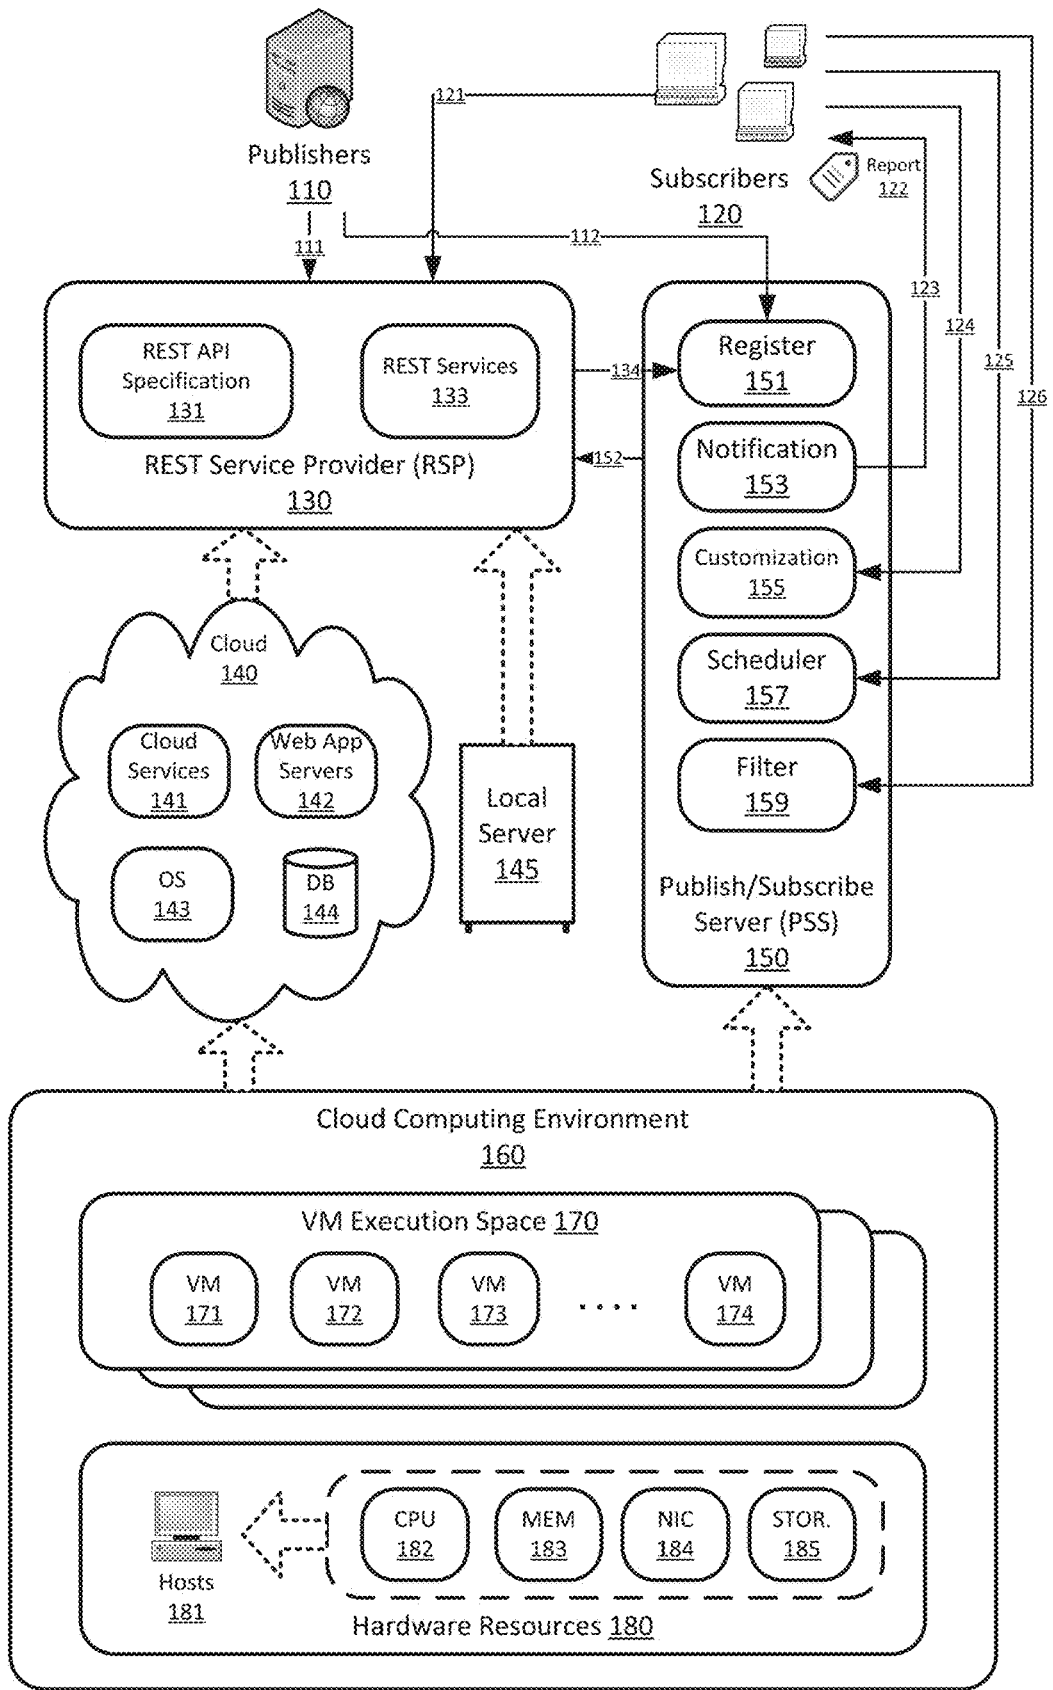 Publishers
110
121
Subscribers
120
Report
122
111
112
123
124
125
126
REST API
Specification
131
REST Services
133
REST Service Provider (RSP)
130
134
152
Register
151
Notification
153
Customization
155
Scheduler
157
Filter
159
Publish/Subscribe
Server (PSS)
150
Cloud
140
Cloud
Services
141
Web App
Servers
142
OS
143
DB
144
Local
Server
145
Cloud Computing Environment
160
VM Execution Space 170
VM
171
VM
172
VM
173
. . . .
VM
174
Hosts
181
CPU
182
MEM
183
NIC
184
STOR.
185
Hardware Resources 180